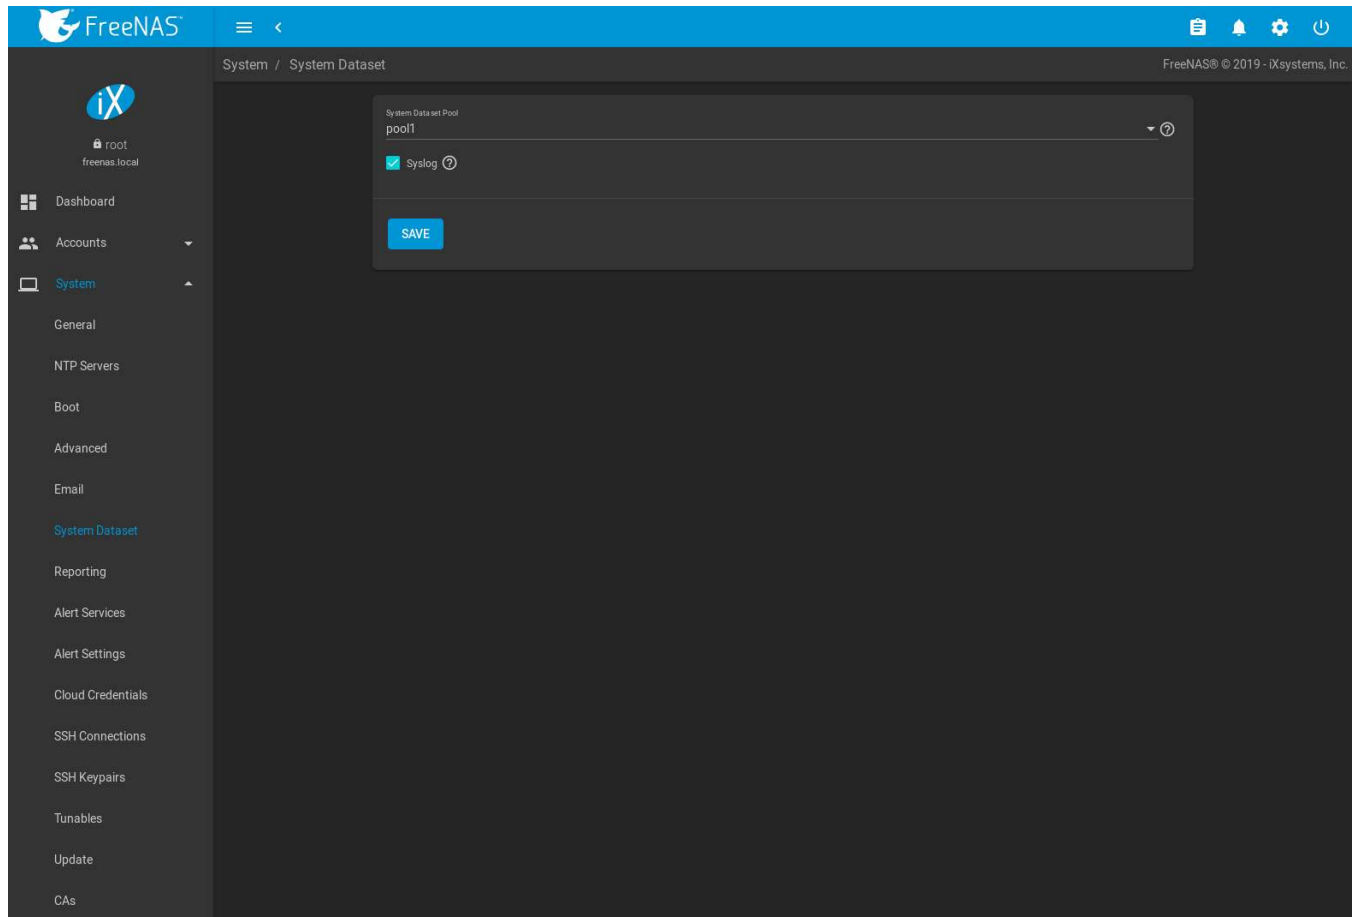 FreeNAS®
System / System Dataset
FreeNAS® © 2019 - iXsystems, Inc.
iX
root
freenas.local
Dashboard
Accounts
System
General
NTP Servers
Boot
Advanced
Email
System Dataset
Reporting
Alert Services
Alert Settings
Cloud Credentials
SSH Connections
SSH Keypairs
Tunables
Update
CAs
System Dataset Pool
pool1
Syslog
SAVE